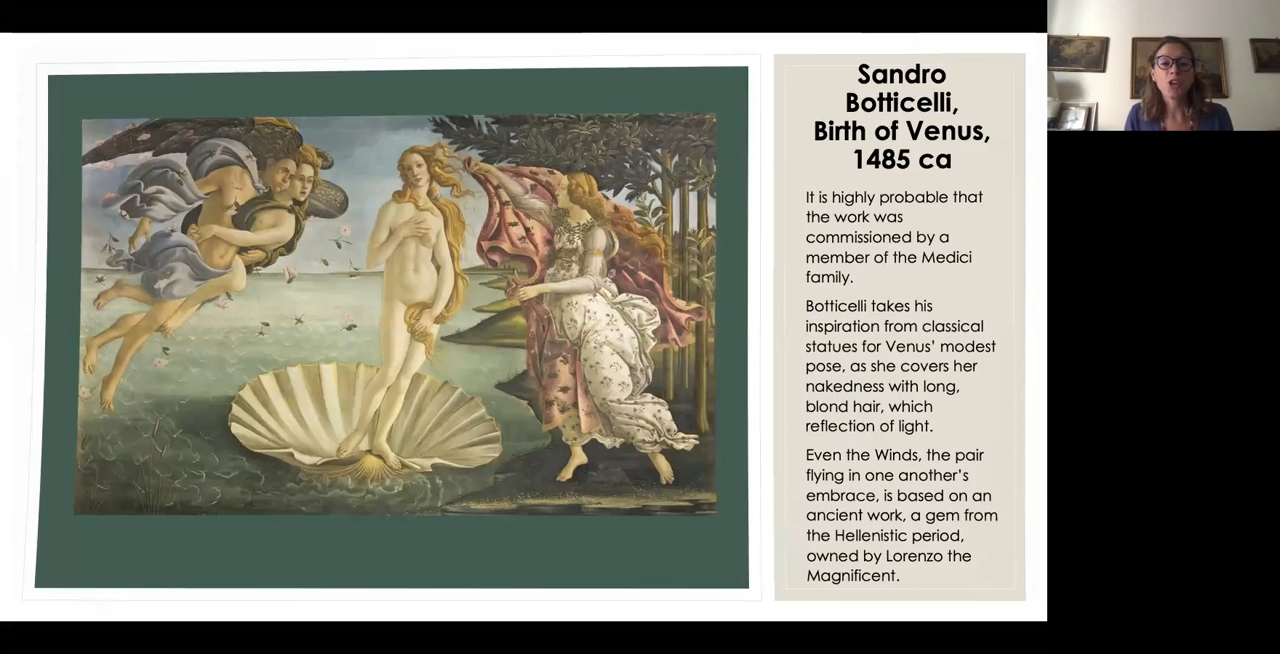 Sandro
Botticelli,
Birth of Venus,
1485 ca
It is highly probable that
the work was
commissioned by a
member of the Medici
family.
Botticelli takes his
inspiration from classical
statues for Venus’ modest
pose, as she covers her
nakedness with long,
blond hair, which
reflection of light.
Even the Winds, the pair
flying in one another’s
embrace, is based on an
ancient work, a gem from
the Hellenistic period,
owned by Lorenzo the
Magnificent.